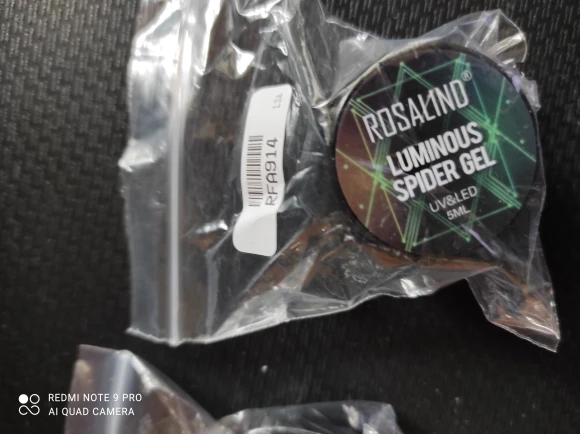 ROSALIND®
LUMINOUS
SPIDER GEL
UV&LED
5ML
RFA914
REDMI NOTE 9 PRO
AI QUAD CAMERA